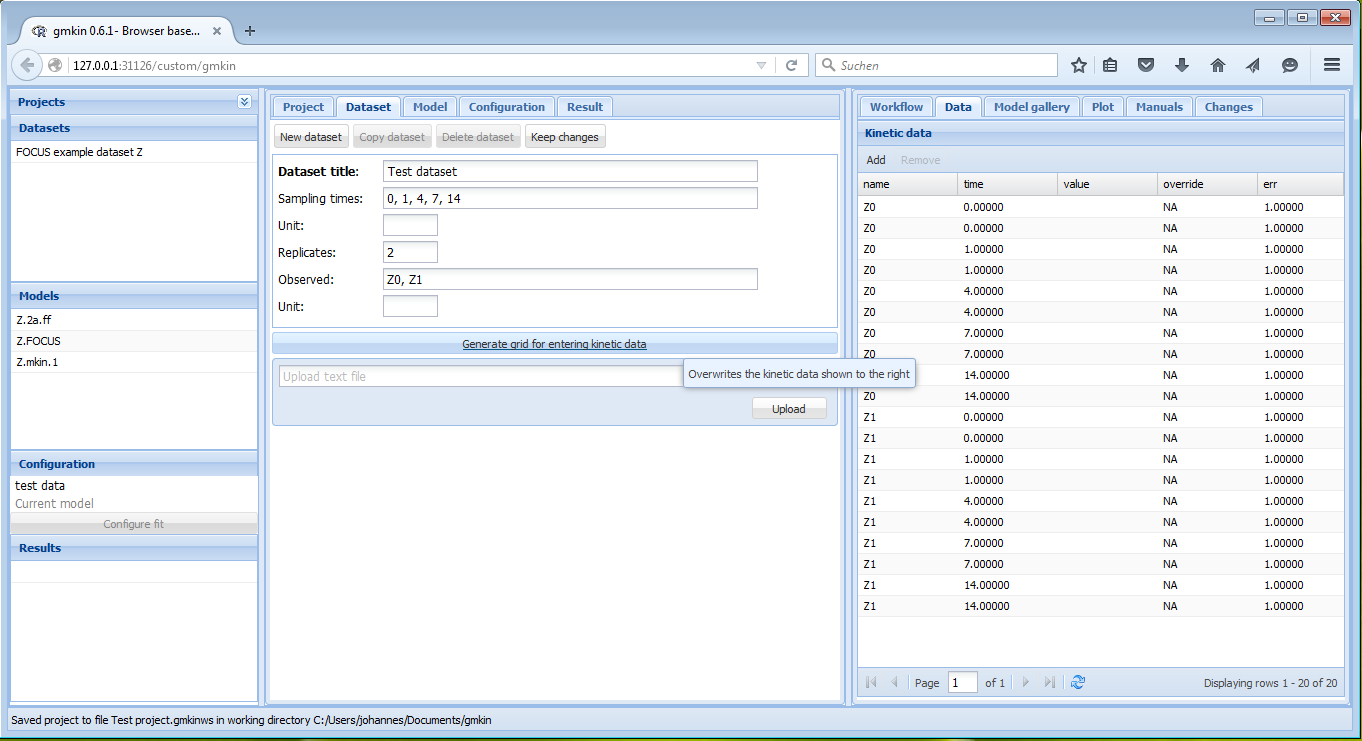 gmkin 0.6.1- Browser base...
127.0.0.1:31126/custom/gmkin
Suchen
Projects
Datasets
FOCUS example dataset Z
Models
Z.2a.ff
Z.FOCUS
Z.mkin.1
Configuration
test data
Current model
Configure fit
Results
Project Dataset Model Configuration Result
New dataset Copy dataset Delete dataset Keep changes
Dataset title: Test dataset
Sampling times: 0, 1, 4, 7, 14
Unit:
Replicates: 2
Observed: Z0, Z1
Unit:
Generate grid for entering kinetic data
Upload text file
Overwrites the kinetic data shown to the right
Upload
Workflow Data Model gallery Plot Manuals Changes
Kinetic data
Add Remove
name time value override err
Z0 0.00000 NA 1.00000
Z0 0.00000 NA 1.00000
Z0 1.00000 NA 1.00000
Z0 1.00000 NA 1.00000
Z0 4.00000 NA 1.00000
Z0 4.00000 NA 1.00000
Z0 7.00000 NA 1.00000
Z0 7.00000 NA 1.00000
14.00000 NA 1.00000
Z0 14.00000 NA 1.00000
Z1 0.00000 NA 1.00000
Z1 0.00000 NA 1.00000
Z1 1.00000 NA 1.00000
Z1 1.00000 NA 1.00000
Z1 4.00000 NA 1.00000
Z1 4.00000 NA 1.00000
Z1 7.00000 NA 1.00000
Z1 7.00000 NA 1.00000
Z1 14.00000 NA 1.00000
Z1 14.00000 NA 1.00000
Page 1 of 1 Displaying rows 1 - 20 of 20
Saved project to file Test project.gmkinws in working directory C:/Users/johannes/Documents/gmkin